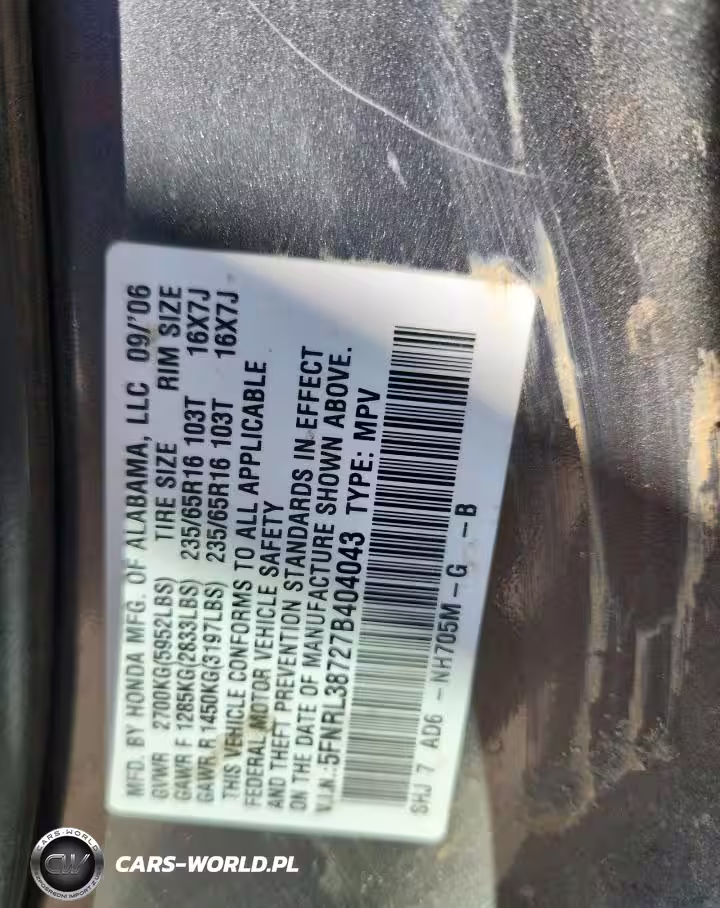 MFD. BY HONDA MFG. OF ALABAMA, LLC 09/'06
GVWR 2700KG(5952LBS) TIRE SIZE RIM SIZE
GAWR F 1285KG(2833LBS) 235/65R16 103T 16X7J
GAWR R 1450KG(3197LBS) 235/65R16 103T 16X7J
THIS VEHICLE CONFORMS TO ALL APPLICABLE
FEDERAL MOTOR VEHICLE SAFETY
AND THEFT PREVENTION STANDARDS IN EFFECT
ON THE DATE OF MANUFACTURE SHOWN ABOVE.
V.I.N.:5FNRL38727B404043 TYPE: MPV
SHJ 7 AD6 -NH705M-G -B
CARS-WORLD
CW
CARS-WORLD.PL